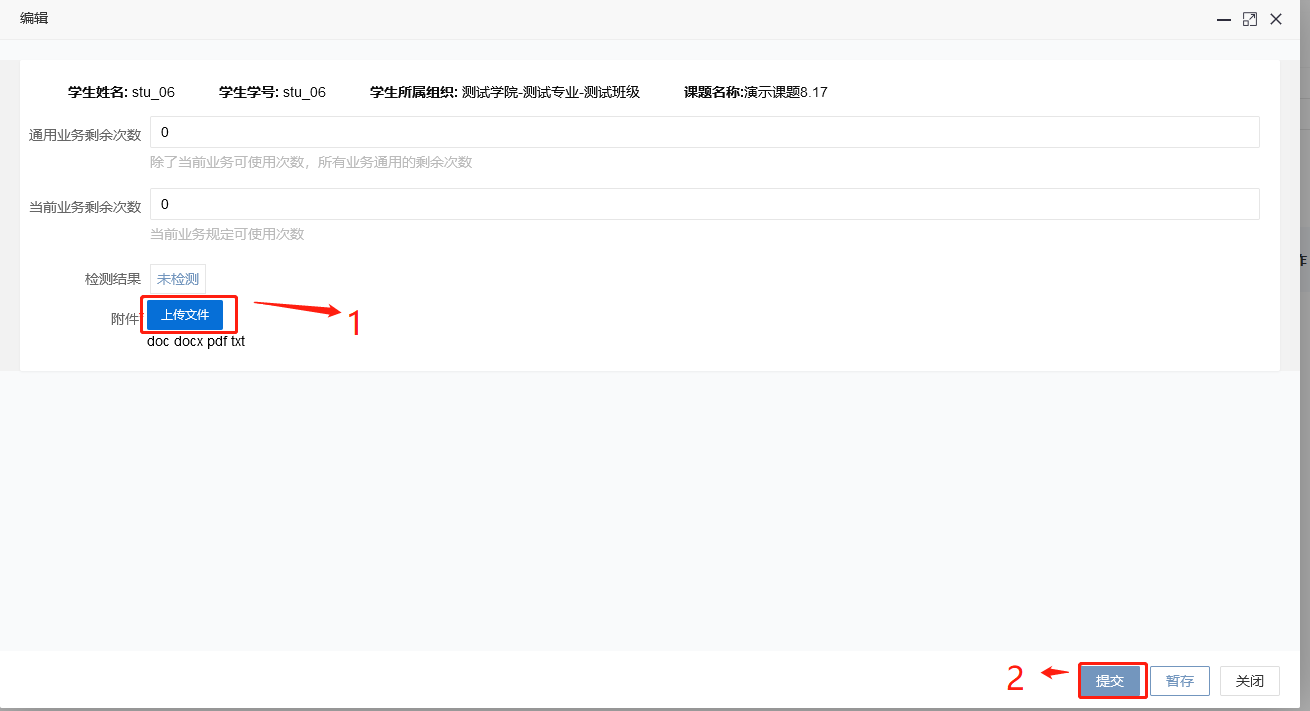 编辑
学生姓名: stu_06 学生学号: stu_06 学生所属组织: 测试学院-测试专业-测试班级 课题名称:演示课题8.17
通用业务剩余次数 0
除了当前业务可使用次数，所有业务通用的剩余次数
当前业务剩余次数 0
当前业务规定可使用次数
检测结果 未检测
附件 上传文件 1
doc docx pdf txt
2 提交 暂存 关闭